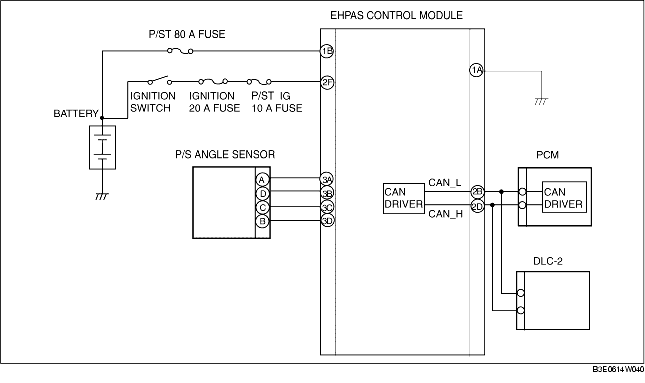 EHPAS CONTROL MODULE
P/ST 80 A FUSE
1B
1A
2F
IGNITION SWITCH
IGNITION 20 A FUSE
P/ST IG 10 A FUSE
BATTERY
P/S ANGLE SENSOR
PCM
A
3A
D
3B
C
3C
B
3D
CAN DRIVER
CAN_L
2B
CAN_H
2D
CAN DRIVER
DLC-2
B3E0614W040